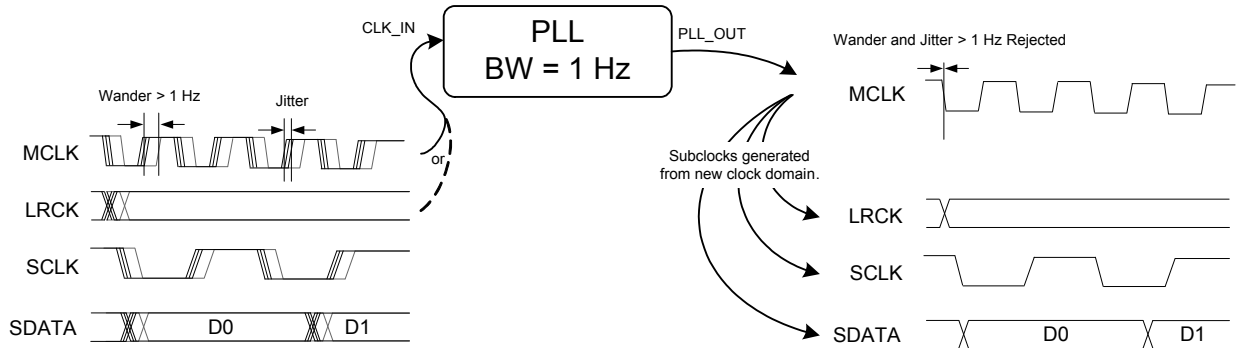 CLK_IN
PLL
BW = 1 Hz
PLL_OUT
Wander > 1 Hz
Jitter
MCLK
or
LRCK
SCLK
SDATA
D0
D1
Subclocks generated
from new clock domain.
Wander and Jitter > 1 Hz Rejected
MCLK
LRCK
SCLK
SDATA
D0
D1